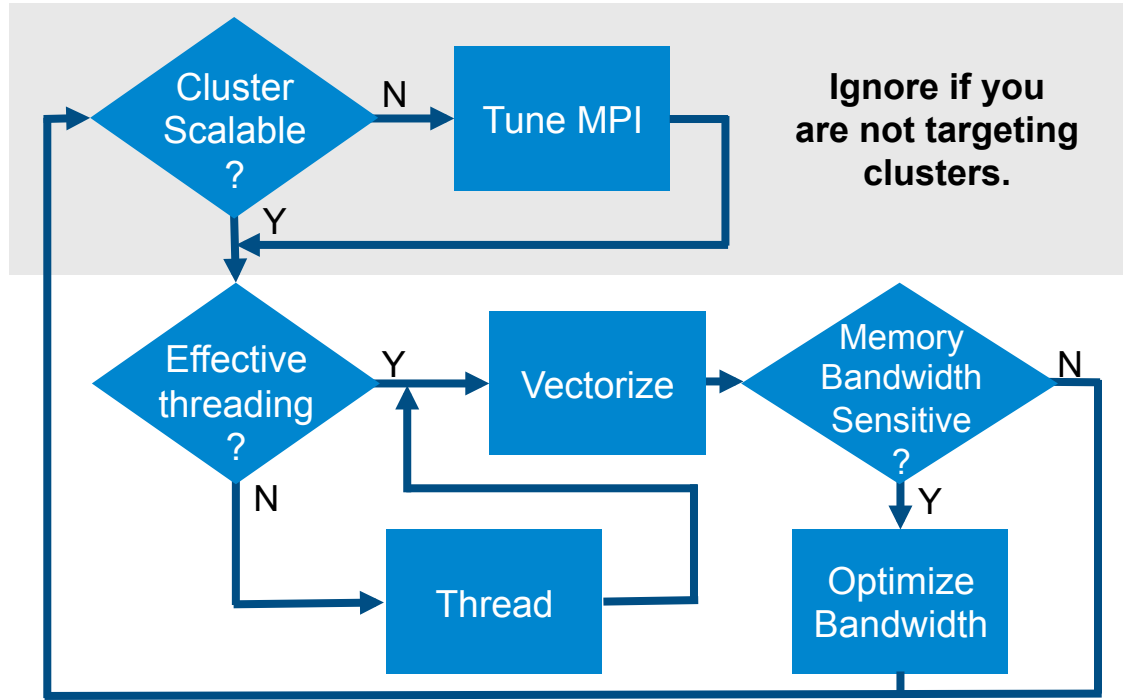 Cluster
Scalable
?
N
Tune MPI
Ignore if you
are not targeting
clusters.
Y
Effective
threading
?
Y
Vectorize
Memory
Bandwidth
Sensitive
?
N
N
Y
Thread
Optimize
Bandwidth